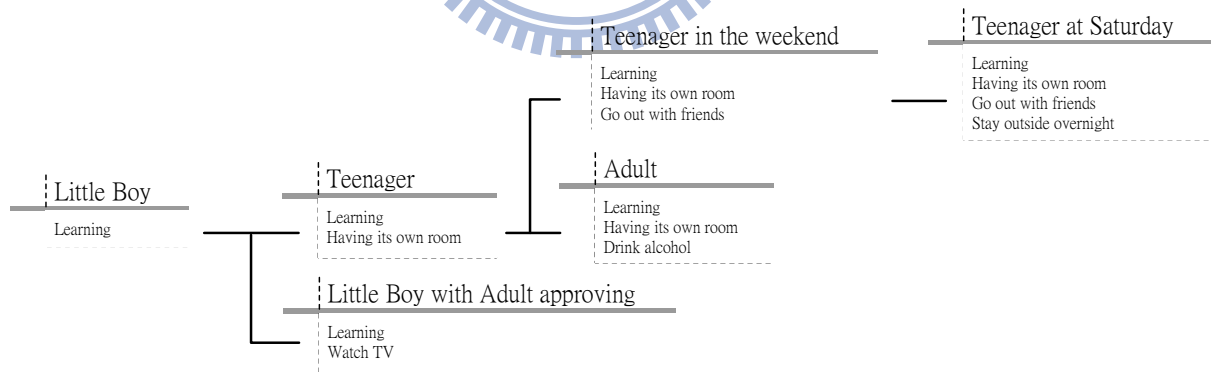 Teenager in the weekend
Learning
Having its own room
Go out with friends
Teenager at Saturday
Learning
Having its own room
Go out with friends
Stay outside overnight
Little Boy
Learning
Teenager
Learning
Having its own room
Adult
Learning
Having its own room
Drink alcohol
Little Boy with Adult approving
Learning
Watch TV